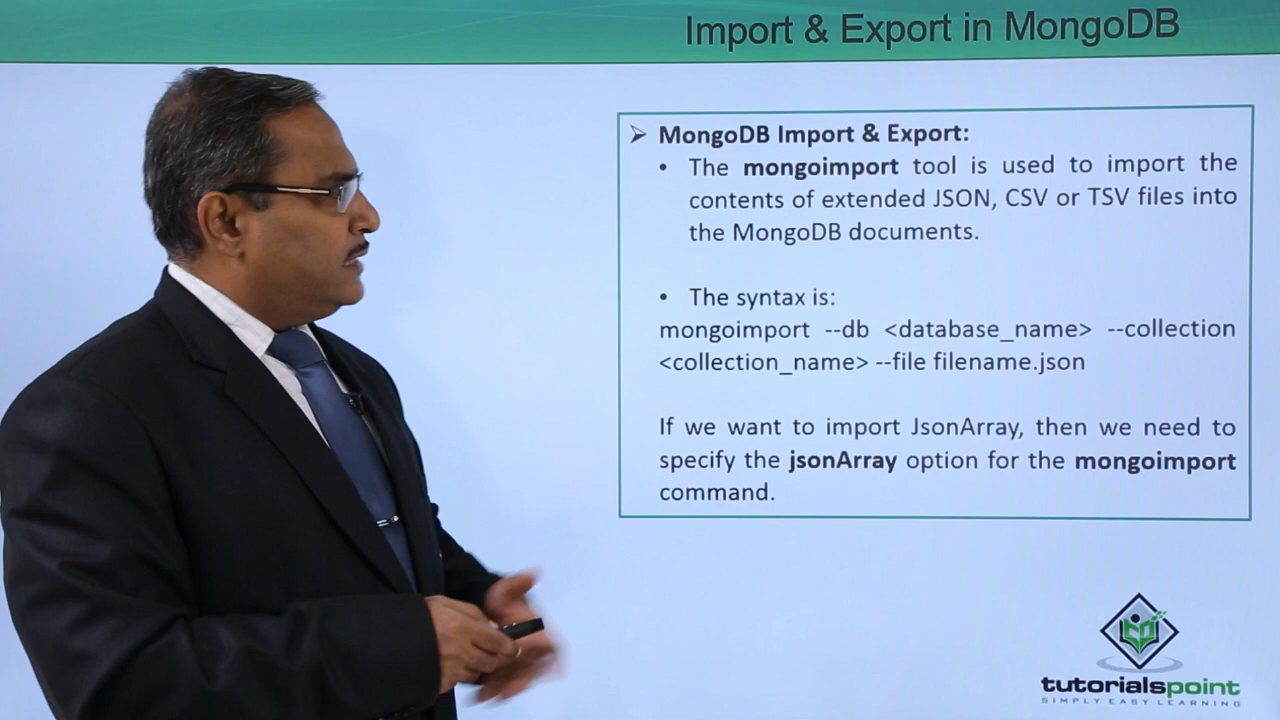 Import & Export in MongoDB
➢ MongoDB Import & Export:
• The mongoimport tool is used to import the
contents of extended JSON, CSV or TSV files into
the MongoDB documents.
• The syntax is:
mongoimport --db <database_name> --collection
<collection_name> --file filename.json
If we want to import JsonArray, then we need to
specify the jsonArray option for the mongoimport
command.
tutorialspoint
SIMPLY EASY LEARNING